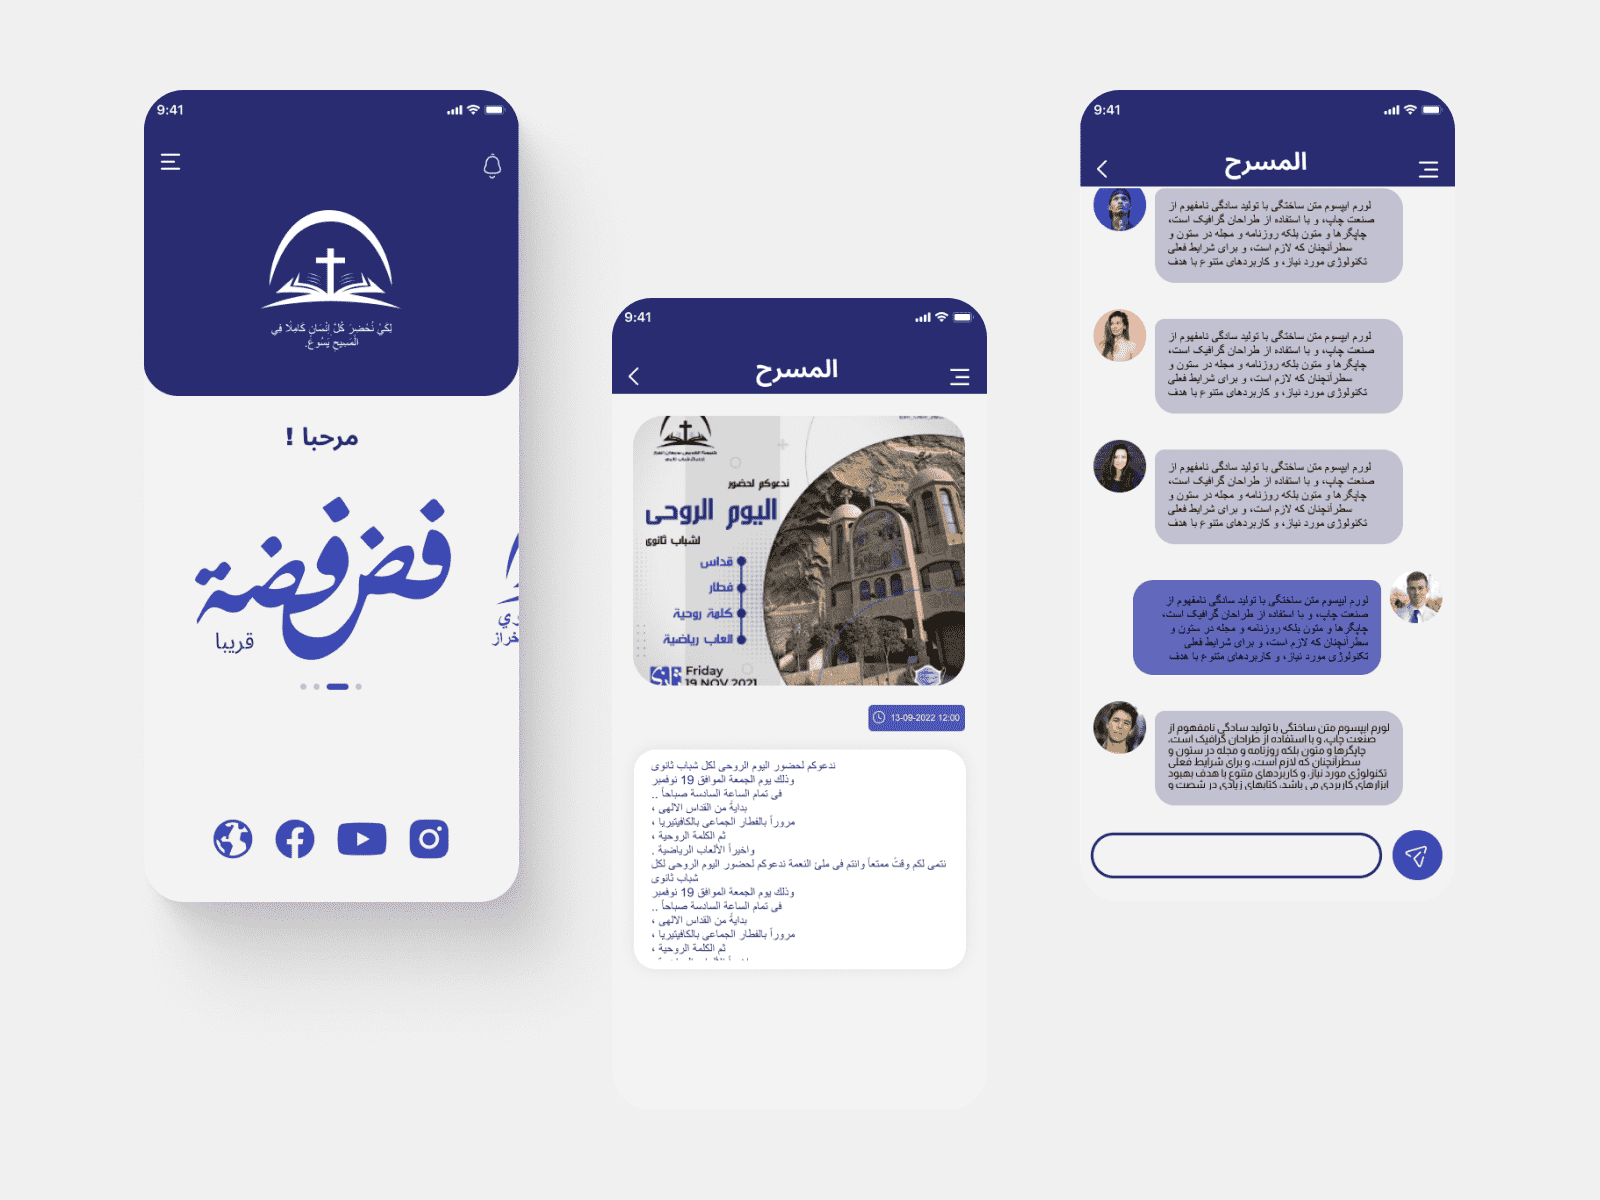 9:41
لِكَيْ نُحْضِرَ كُلَّ إِنْسَانٍ كَامِلًا فِي
الْمَسِيحِ يَسُوعَ.
مرحبا !
فض فضة
قريبا
9:41
المسرح
ندعوكم لحضور
اليوم الروحى
لشباب ثانوى
قداس
فطار
كلمة روحية
العاب رياضية
Friday
19 NOV 2021
13-09-2022 12:00
ندعوكم لحضور اليوم الروحى لكل شباب ثانوى
وذلك يوم الجمعة الموافق 19 نوفمبر
فى تمام الساعة السادسة صباحاً ..
بداية من القداس الالهى ،
مروراً بالفطار الجماعى بالكافيتيريا ،
ثم الكلمة الروحية ،
واخيراً الألعاب الرياضية .
نتمى لكم وقتُ ممتعاً وانتم فى ملئ النعمة ندعوكم لحضور اليوم الروحى لكل
شباب ثانوى
وذلك يوم الجمعة الموافق 19 نوفمبر
فى تمام الساعة السادسة صباحاً ..
بداية من القداس الالهى ،
مروراً بالفطار الجماعى بالكافيتيريا ،
ثم الكلمة الروحية ،
9:41
المسرح
لورم ایپسوم متن ساختگی با تولید سادگی نامفهوم از
صنعت چاپ، و با استفاده از طراحان گرافیک است،
چاپگرها و متون بلکه روزنامه و مجله در ستون و
سطرآنچنان که لازم است، و برای شرایط فعلی
تکنولوژی مورد نیاز، و کاربردهای متنوع با هدف
لورم ایپسوم متن ساختگی با تولید سادگی نامفهوم از
صنعت چاپ، و با استفاده از طراحان گرافیک است،
چاپگرها و متون بلکه روزنامه و مجله در ستون و
سطرآنچنان که لازم است، و برای شرایط فعلی
تکنولوژی مورد نیاز، و کاربردهای متنوع با هدف
لورم ایپسوم متن ساختگی با تولید سادگی نامفهوم از
صنعت چاپ، و با استفاده از طراحان گرافیک است،
چاپگرها و متون بلکه روزنامه و مجله در ستون و
سطرآنچنان که لازم است، و برای شرایط فعلی
تکنولوژی مورد نیاز، و کاربردهای متنوع با هدف
لورم ایپسوم متن ساختگی با تولید سادگی نامفهوم از
صنعت چاپ، و با استفاده از طراحان گرافیک است،
چاپگرها و متون بلکه روزنامه و مجله در ستون و
سطرآنچنان که لازم است، و برای شرایط فعلی
تکنولوژی مورد نیاز، و کاربردهای متنوع با هدف
لورم ایپسوم متن ساختگی با تولید سادگی نامفهوم از
صنعت چاپ، و با استفاده از طراحان گرافیک است،
چاپگرها و متون بلکه روزنامه و مجله در ستون و
سطرآنچنان که لازم است، و برای شرایط فعلی
تکنولوژی مورد نیاز، و کاربردهای متنوع با هدف بهبود
ابزارهای کاربردی می باشد، کتابهای زیادی در شصت و